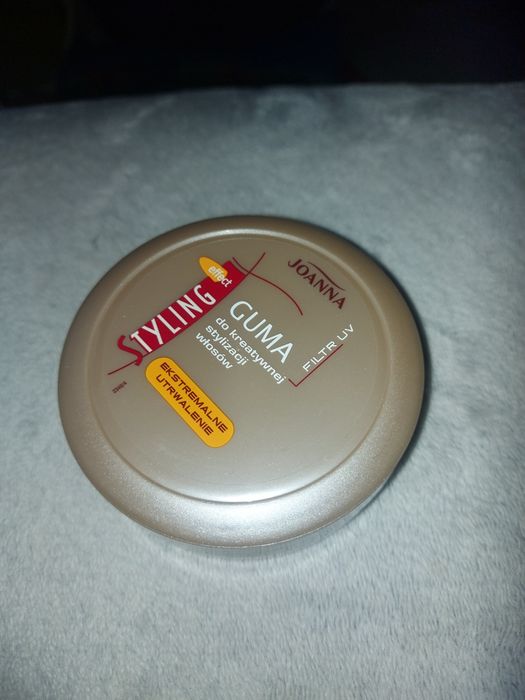 JOANNA
STYLING
effect
GUMA
do kreatywnej
stylizacji
włosów
FILTR UV
EKSTREMALNE
UTRWALENIE